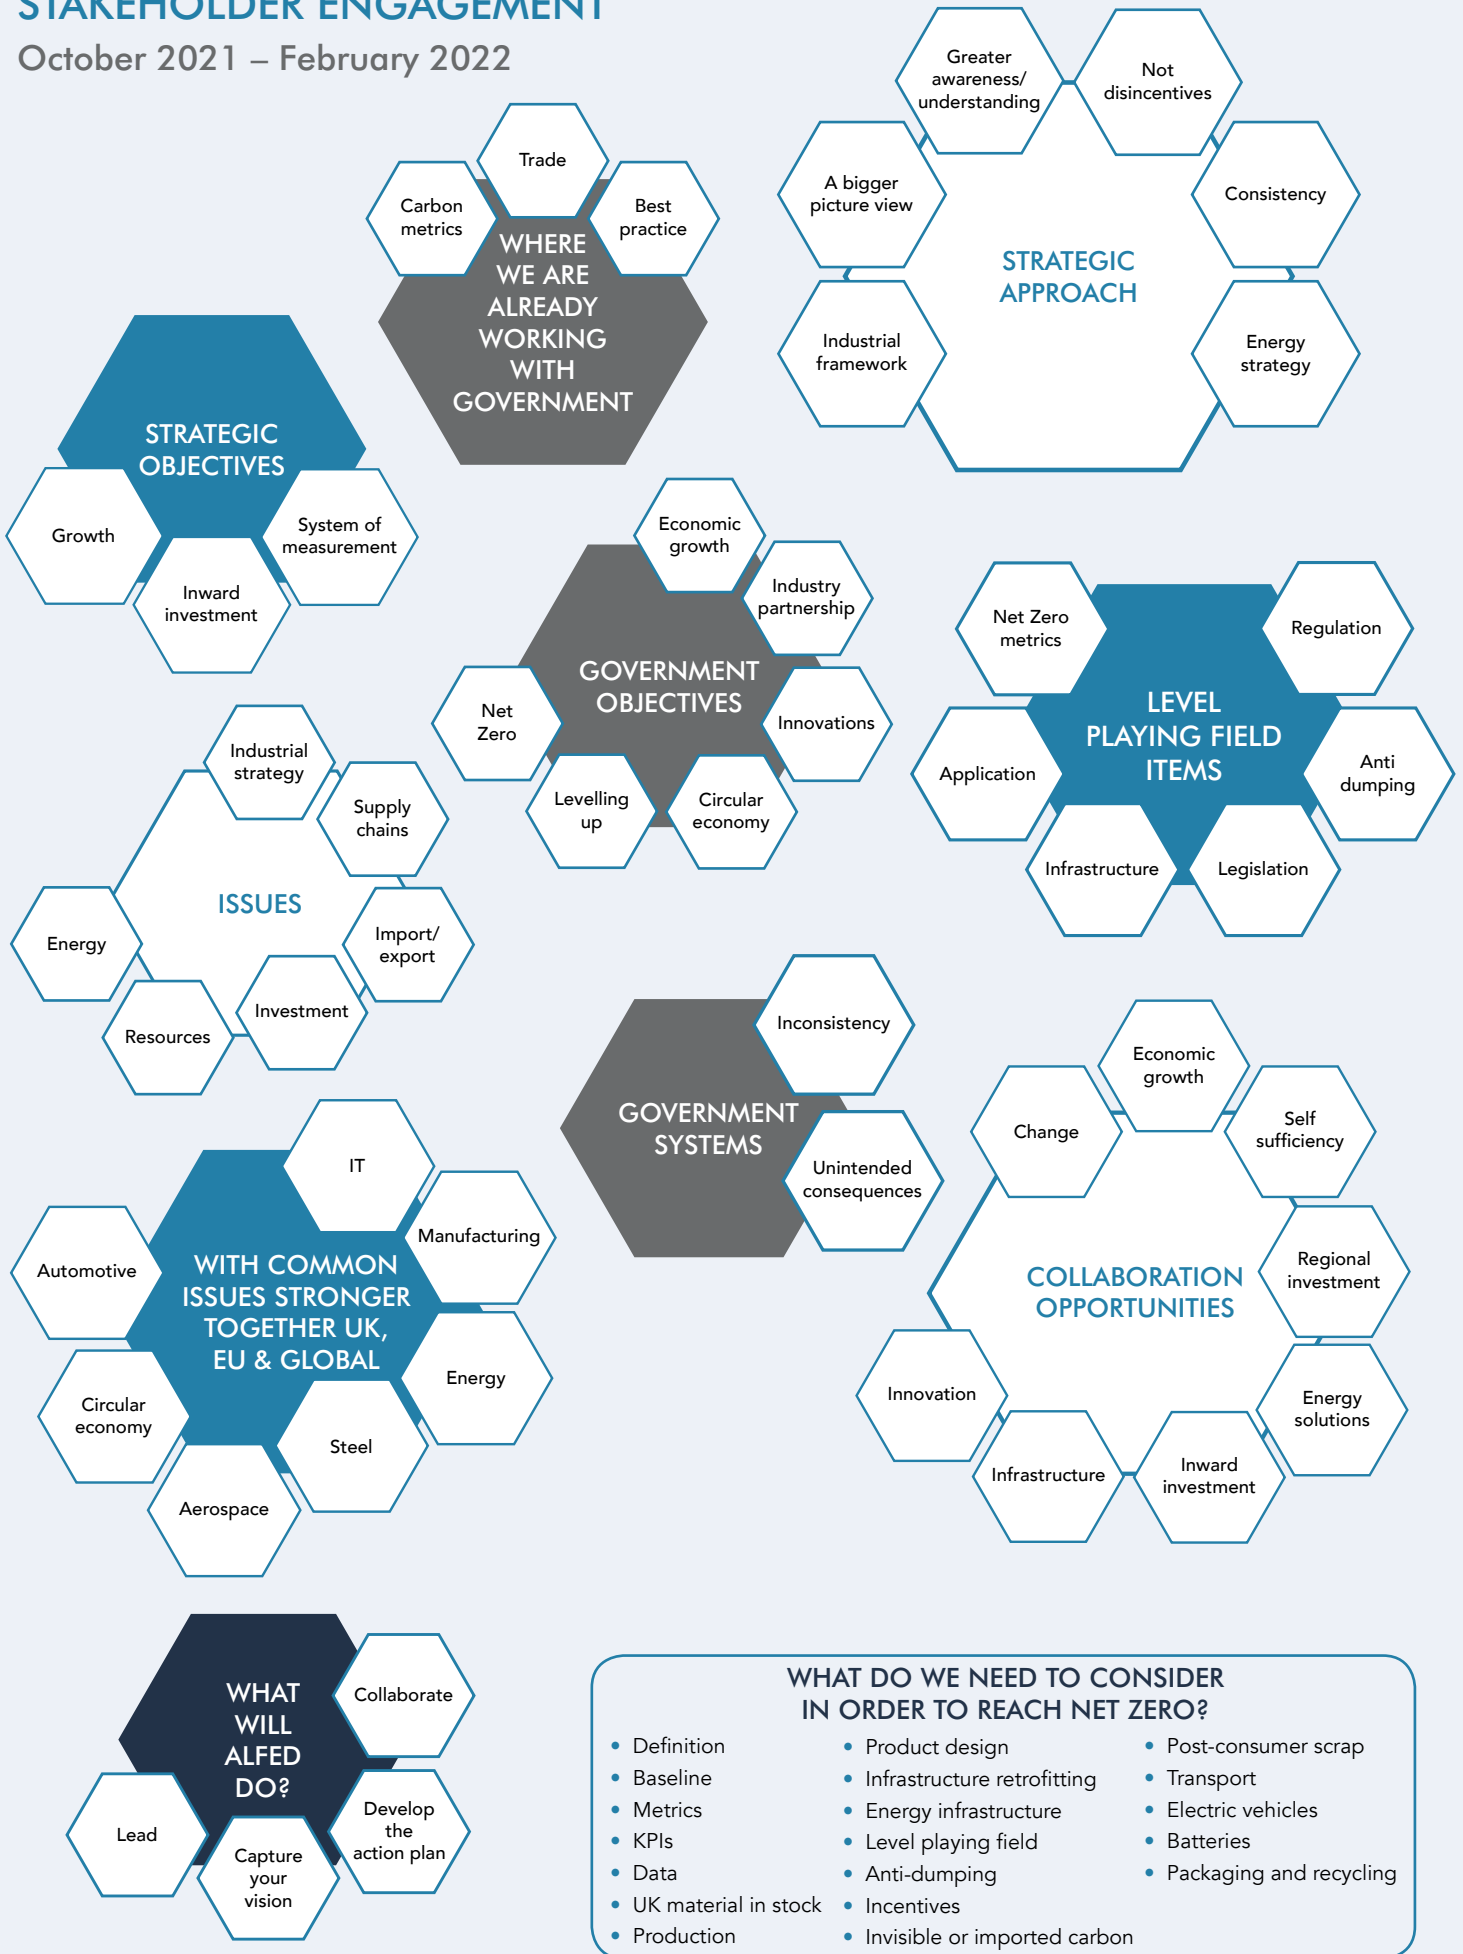 STAKEHOLDER ENGAGEMENT
October 2021 – February 2022
Trade
Carbon
metrics
Best
practice
WHERE
WE ARE
ALREADY
WORKING
WITH
GOVERNMENT
Greater
awareness/
understanding
Not
disincentives
A bigger
picture view
Consistency
STRATEGIC
APPROACH
Industrial
framework
Energy
strategy
STRATEGIC
OBJECTIVES
Growth
System of
measurement
Inward
investment
Economic
growth
Industry
partnership
GOVERNMENT
OBJECTIVES
Net
Zero
Innovations
Levelling
up
Circular
economy
Net Zero
metrics
Regulation
LEVEL
PLAYING FIELD
ITEMS
Application
Anti
dumping
Infrastructure
Legislation
Industrial
strategy
Supply
chains
ISSUES
Energy
Import/
export
Resources
Investment
Inconsistency
GOVERNMENT
SYSTEMS
Unintended
consequences
Economic
growth
Change
Self
sufficiency
Regional
investment
COLLABORATION
OPPORTUNITIES
Innovation
Energy
solutions
Infrastructure
Inward
investment
IT
Manufacturing
Automotive
WITH COMMON
ISSUES STRONGER
TOGETHER UK,
EU & GLOBAL
Energy
Circular
economy
Steel
Aerospace
WHAT
WILL
ALFED
DO?
Collaborate
Lead
Develop
the
action plan
Capture
your
vision
WHAT DO WE NEED TO CONSIDER
IN ORDER TO REACH NET ZERO?
• Definition
• Baseline
• Metrics
• KPIs
• Data
• UK material in stock
• Production
• Product design
• Infrastructure retrofitting
• Energy infrastructure
• Level playing field
• Anti-dumping
• Incentives
• Invisible or imported carbon
• Post-consumer scrap
• Transport
• Electric vehicles
• Batteries
• Packaging and recycling